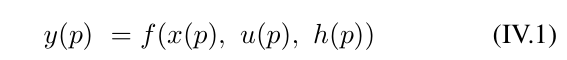 y(p) = f(x(p), u(p), h(p)) (IV.1)